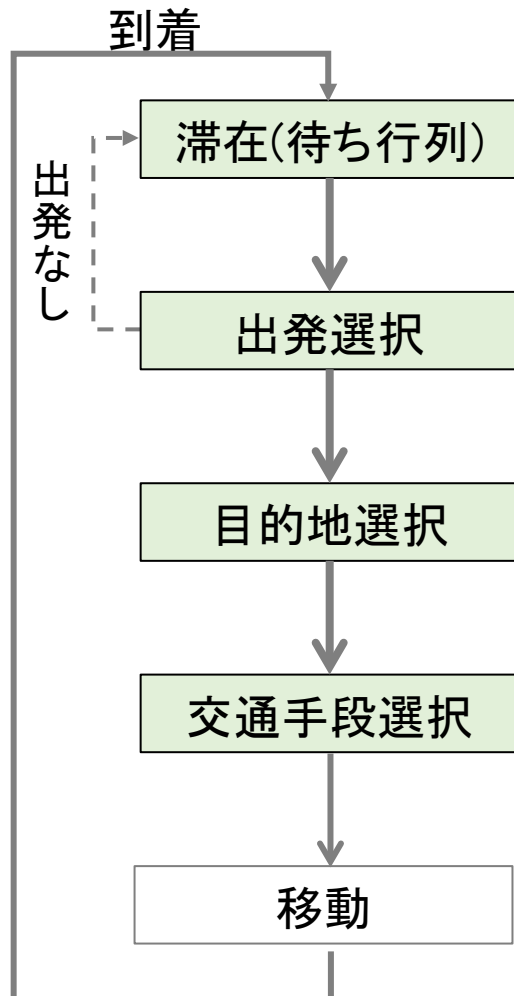 到着
滞在(待ち行列)
出発なし
出発選択
目的地選択
交通手段選択
移動